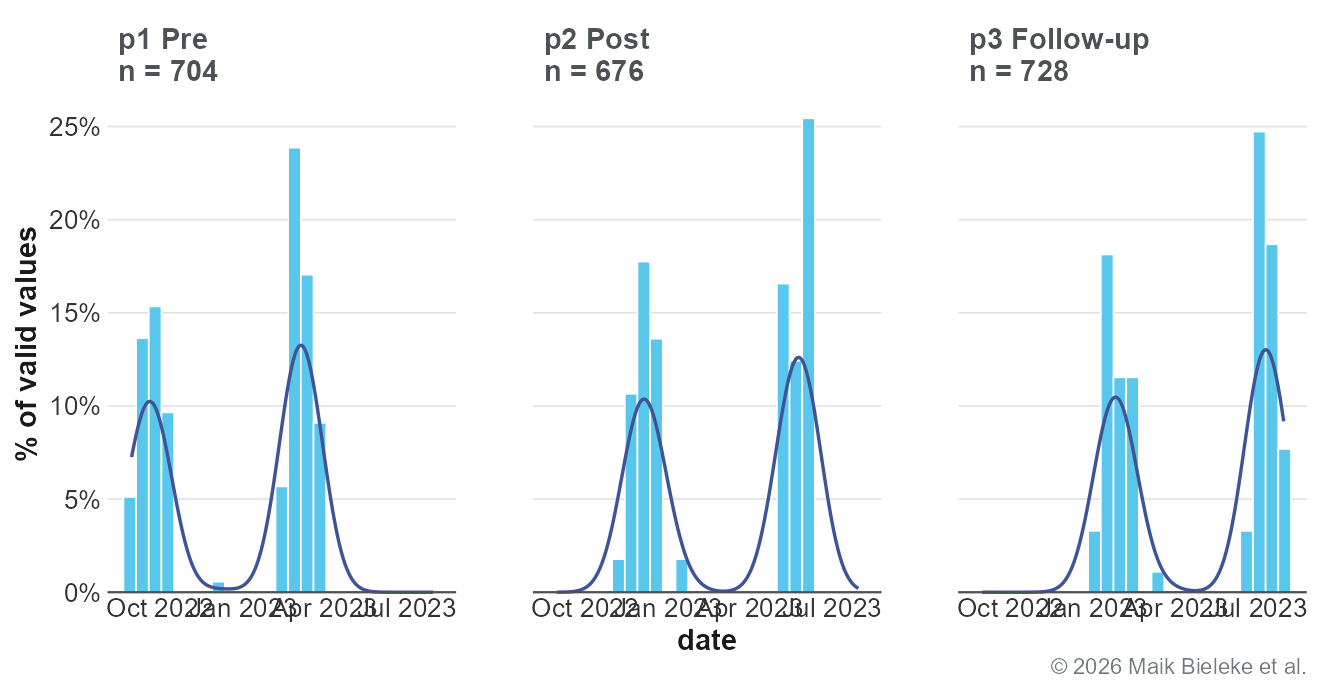 p1 Pre
n = 704
p2 Post
n = 676
p3 Follow-up
n = 728
% of valid values
25%
20%
15%
10%
5%
0%
Oct 2022 Jan 2023 Apr 2023 Jul 2023
Oct 2022 Jan 2023 Apr 2023 Jul 2023
Oct 2022 Jan 2023 Apr 2023 Jul 2023
date
© 2026 Maik Bieleke et al.